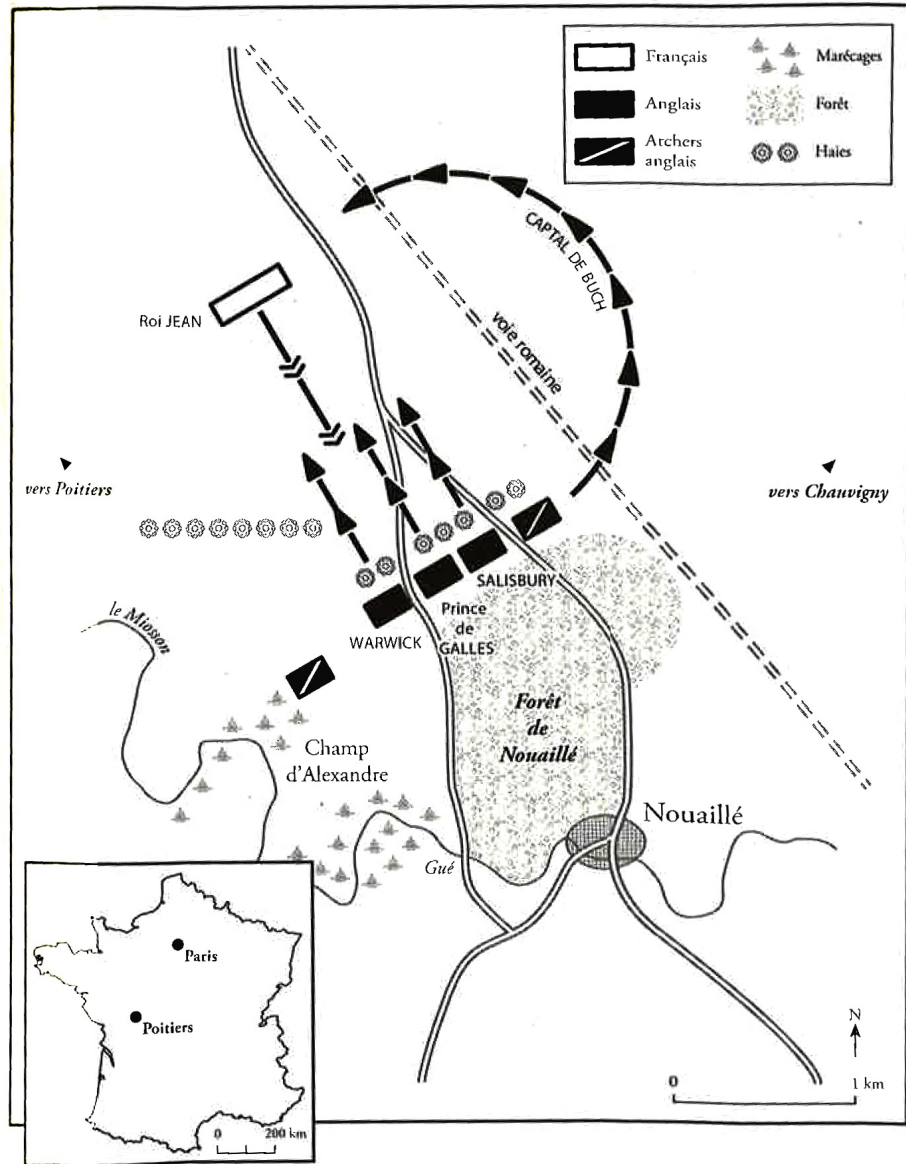 Français
Anglais
Archers
anglais
Marécages
Forêt
Haies
CAPTAL DE BUCH
voie romaine
Roi JEAN
vers Poitiers
vers Chauvigny
SALISBURY
Prince
de
GALLES
WARWICK
le Miosson
Forêt
de
Nouaillé
Champ
d'Alexandre
Nouaillé
Gué
Paris
Poitiers
0 200 km
N
0 1 km